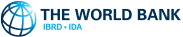 THE WORLD BANK
IBRD • IDA